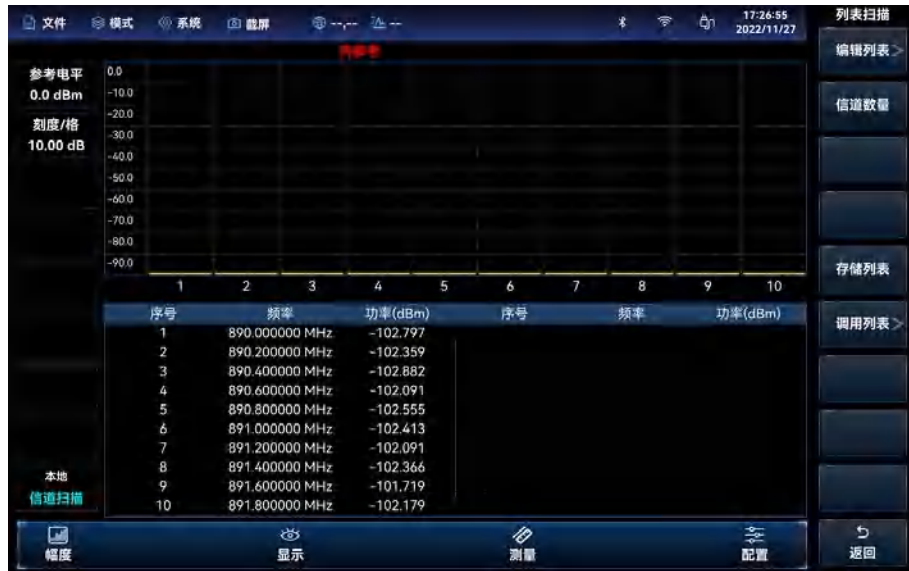 文件 模式 系统 截屏 --,-- -- 17:26:55 2022/11/27
列表扫描
编辑列表 >
信道数量
存储列表
调用列表 >
返回
参考电平
0.0 dBm
刻度/格
10.00 dB
0.0
-10.0
-20.0
-30.0
-40.0
-50.0
-60.0
-70.0
-80.0
-90.0
1 2 3 4 5 6 7 8 9 10
序号 频率 功率(dBm) 序号 频率 功率(dBm)
1 890.000000 MHz -102.797
2 890.200000 MHz -102.359
3 890.400000 MHz -102.882
4 890.600000 MHz -102.091
5 890.800000 MHz -102.555
6 891.000000 MHz -102.413
7 891.200000 MHz -102.091
8 891.400000 MHz -102.366
9 891.600000 MHz -101.719
10 891.800000 MHz -102.179
本地
信道扫描
幅度 显示 测量 配置